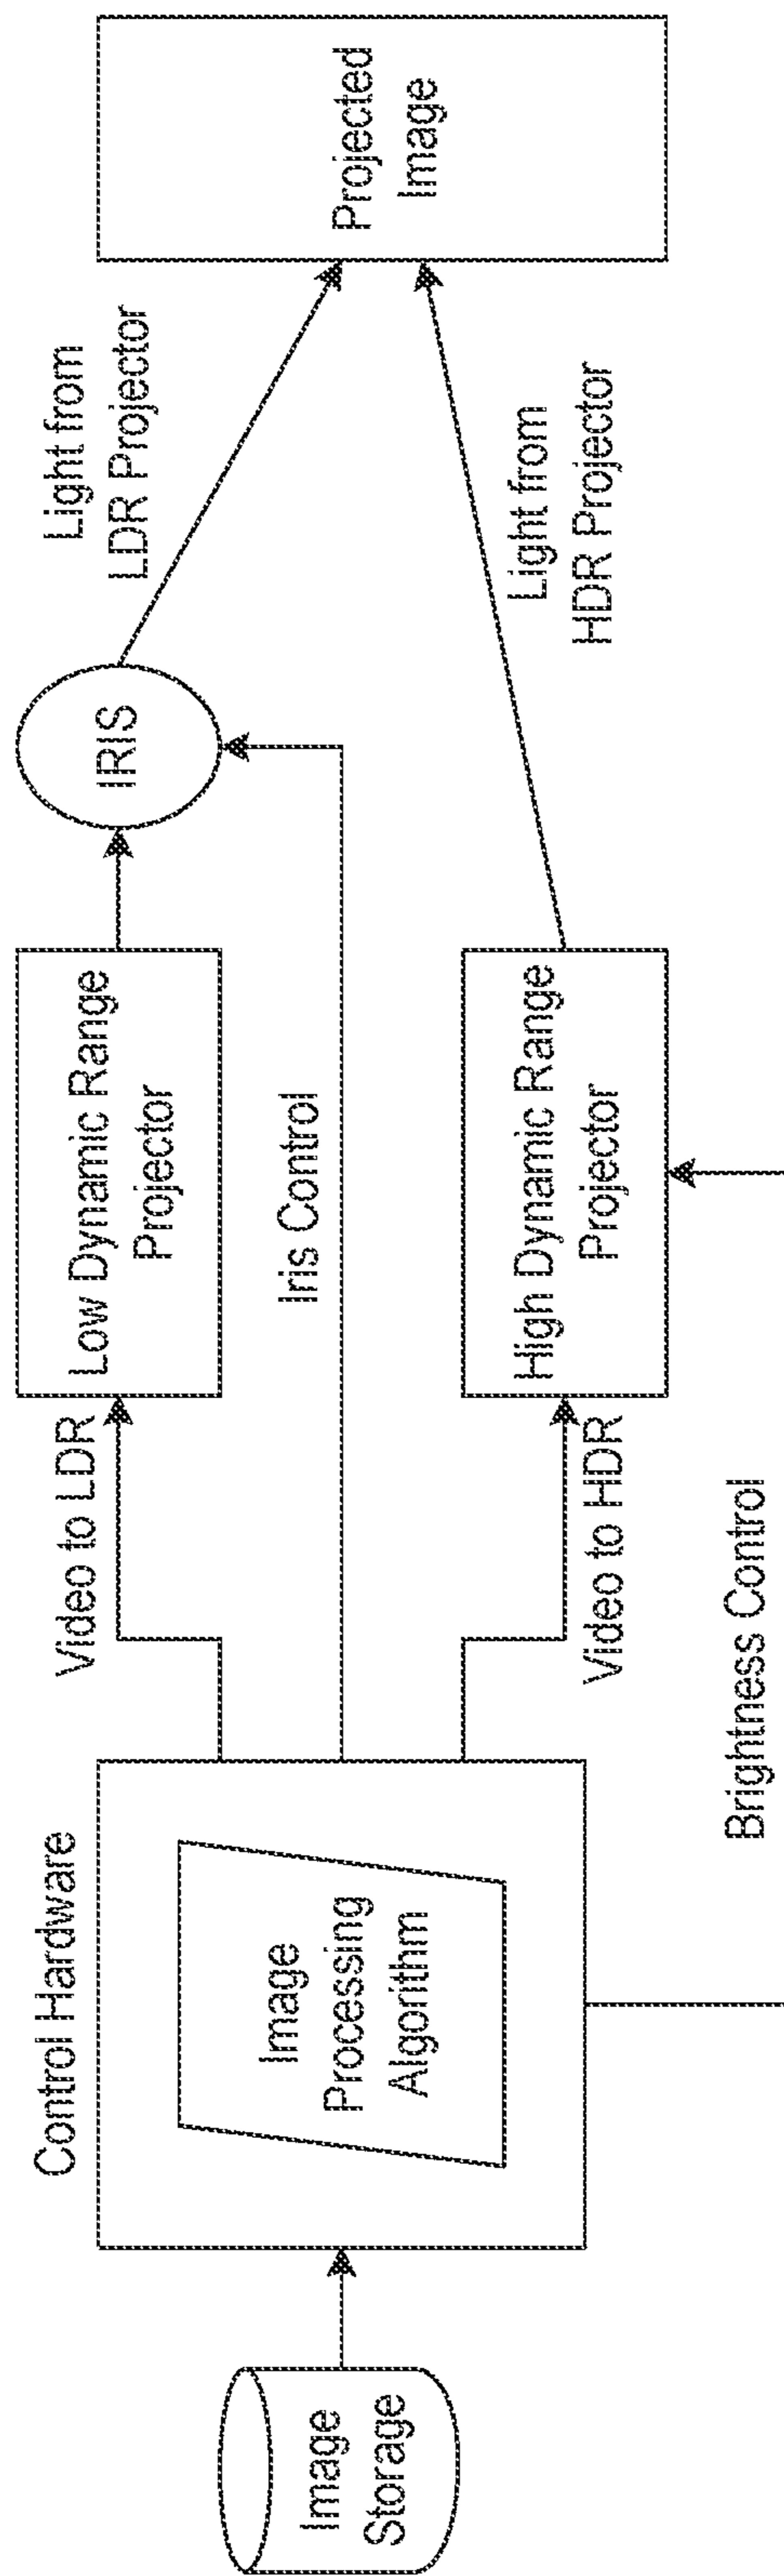 Image
Storage
Control Hardware
Image
Processing
Algorithm
Video to LDR
Low Dynamic Range
Projector
IRIS
Light from
LDR Projector
Iris Control
Video to HDR
High Dynamic Range
Projector
Light from
HDR Projector
Projected
Image
Brightness Control